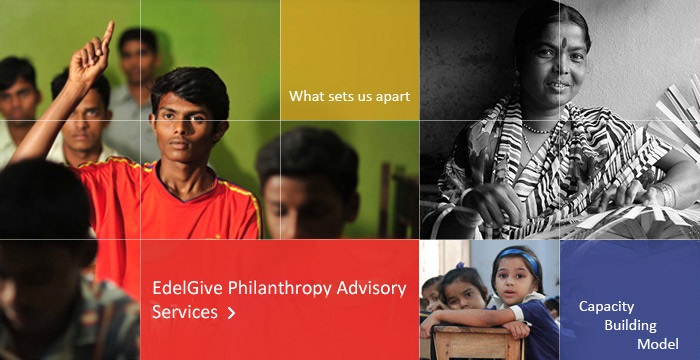 What sets us apart
EdelGive Philanthropy Advisory
Services
Capacity
Building
Model